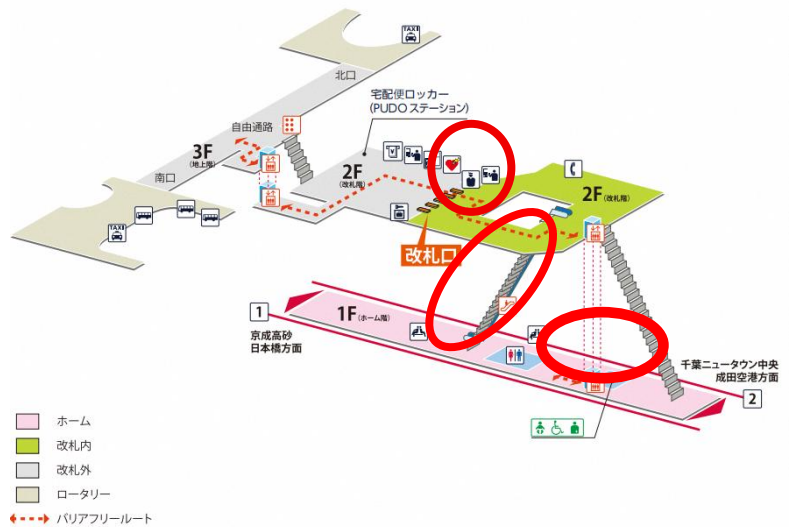 TAXI
北口
宅配便ロッカー
(PUDOステーション)
自由通路
3F
(地上階)
2F
(改札階)
2F (改札階)
南口
TAXI
改札口
1
1F (ホーム階)
京成高砂
日本橋方面
千葉ニュータウン中央
成田空港方面
2
ホーム
改札内
改札外
ロータリー
バリアフリールート